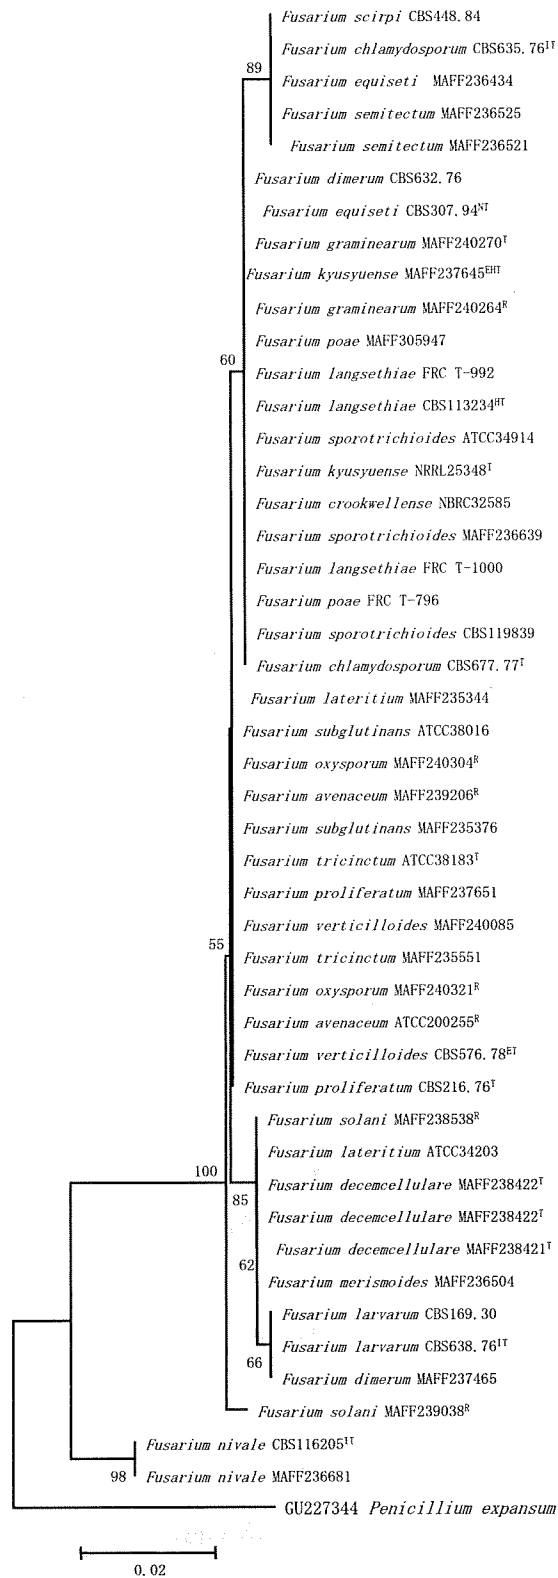 Fusarium scirpi CBS448.84
Fusarium chlamydosporum CBS635.76IT
89
Fusarium equiseti MAFF236434
Fusarium semitectum MAFF236525
Fusarium semitectum MAFF236521
Fusarium dimerum CBS632.76
Fusarium equiseti CBS307.94NT
Fusarium graminearum MAFF240270T
Fusarium kyusyuense MAFF237645EHT
Fusarium graminearum MAFF240264R
Fusarium poae MAFF305947
60
Fusarium langsethiae FRC T-992
Fusarium langsethiae CBS113234HT
Fusarium sporotrichioides ATCC34914
Fusarium kyusyuense NRRL25348T
Fusarium crookwellense NBRC32585
Fusarium sporotrichioides MAFF236639
Fusarium langsethiae FRC T-1000
Fusarium poae FRC T-796
Fusarium sporotrichioides CBS119839
Fusarium chlamydosporum CBS677.77T
Fusarium lateritium MAFF235344
Fusarium subglutinans ATCC38016
Fusarium oxysporum MAFF240304R
Fusarium avenaceum MAFF239206R
Fusarium subglutinans MAFF235376
Fusarium tricinctum ATCC38183T
Fusarium proliferatum MAFF237651
Fusarium verticilloides MAFF240085
55
Fusarium tricinctum MAFF235551
Fusarium oxysporum MAFF240321R
Fusarium avenaceum ATCC200255R
Fusarium verticilloides CBS576.78ET
Fusarium proliferatum CBS216.76T
Fusarium solani MAFF238538R
Fusarium lateritium ATCC34203
100
Fusarium decemcellulare MAFF238422T
85
Fusarium decemcellulare MAFF238422T
Fusarium decemcellulare MAFF238421T
62
Fusarium merismoides MAFF236504
Fusarium larvarum CBS169.30
Fusarium larvarum CBS638.76IT
66
Fusarium dimerum MAFF237465
Fusarium solani MAFF239038R
Fusarium nivale CBS116205IT
98
Fusarium nivale MAFF236681
GU227344 Penicillium expansum
0.02